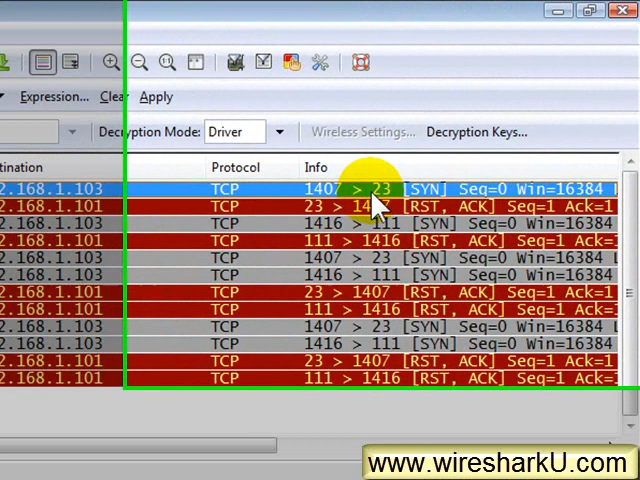 Expression... Clear Apply
Decryption Mode: Driver Wireless Settings... Decryption Keys...
tination Protocol Info
2.168.1.103 TCP 1407 > 23 [SYN] Seq=0 Win=16384 L
2.168.1.101 TCP 23 > 1407 [RST, ACK] Seq=1 Ack=1
2.168.1.103 TCP 1416 > 111 [SYN] Seq=0 Win=16384
2.168.1.101 TCP 111 > 1416 [RST, ACK] Seq=1 Ack=
2.168.1.103 TCP 1407 > 23 [SYN] Seq=0 Win=16384 L
2.168.1.103 TCP 1416 > 111 [SYN] Seq=0 Win=16384
2.168.1.101 TCP 23 > 1407 [RST, ACK] Seq=1 Ack=1
2.168.1.101 TCP 111 > 1416 [RST, ACK] Seq=1 Ack=
2.168.1.103 TCP 1407 > 23 [SYN] Seq=0 Win=16384 L
2.168.1.103 TCP 1416 > 111 [SYN] Seq=0 Win=16384
2.168.1.101 TCP 23 > 1407 [RST, ACK] Seq=1 Ack=1
2.168.1.101 TCP 111 > 1416 [RST, ACK] Seq=1 Ack=
www.wiresharkU.com